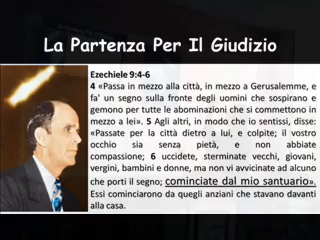 La Partenza Per Il Giudizio
Ezechiele 9:4-6
4 «Passa in mezzo alla città, in mezzo a Gerusalemme, e
fa' un segno sulla fronte degli uomini che sospirano e
gemono per tutte le abominazioni che si commettono in
mezzo a lei». 5 Agli altri, in modo che io sentissi, disse:
«Passate per la città dietro a lui, e colpite; il vostro
occhio sia senza pietà, e non abbiate
compassione; 6 uccidete, sterminate vecchi, giovani,
vergini, bambini e donne, ma non vi avvicinate ad alcuno
che porti il segno; cominciate dal mio santuario».
Essi cominciarono da quegli anziani che stavano davanti
alla casa.